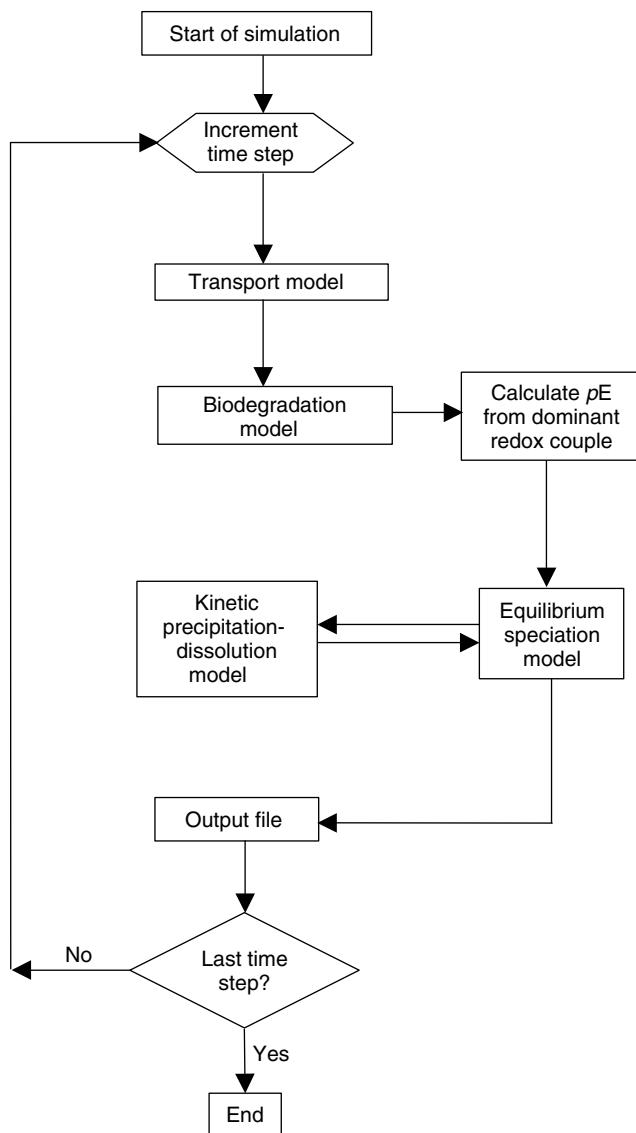 Start of simulation
Increment
time step
Transport model
Biodegradation
model
Calculate pE
from dominant
redox couple
Kinetic
precipitation-
dissolution
model
Equilibrium
speciation
model
Output file
No
Last time
step?
Yes
End